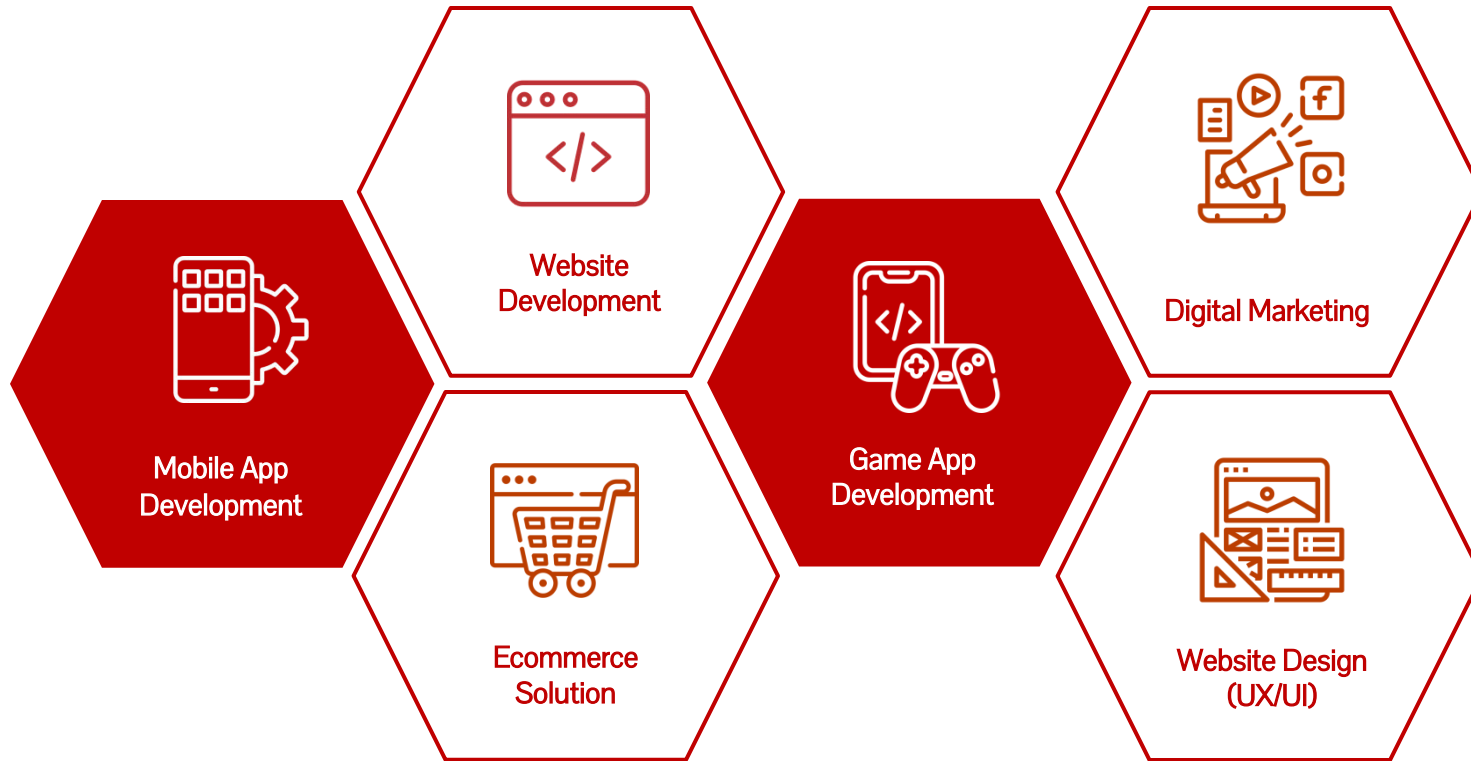 Website
Development
Digital Marketing
Mobile App
Development
Game App
Development
Ecommerce
Solution
Website Design
(UX/UI)